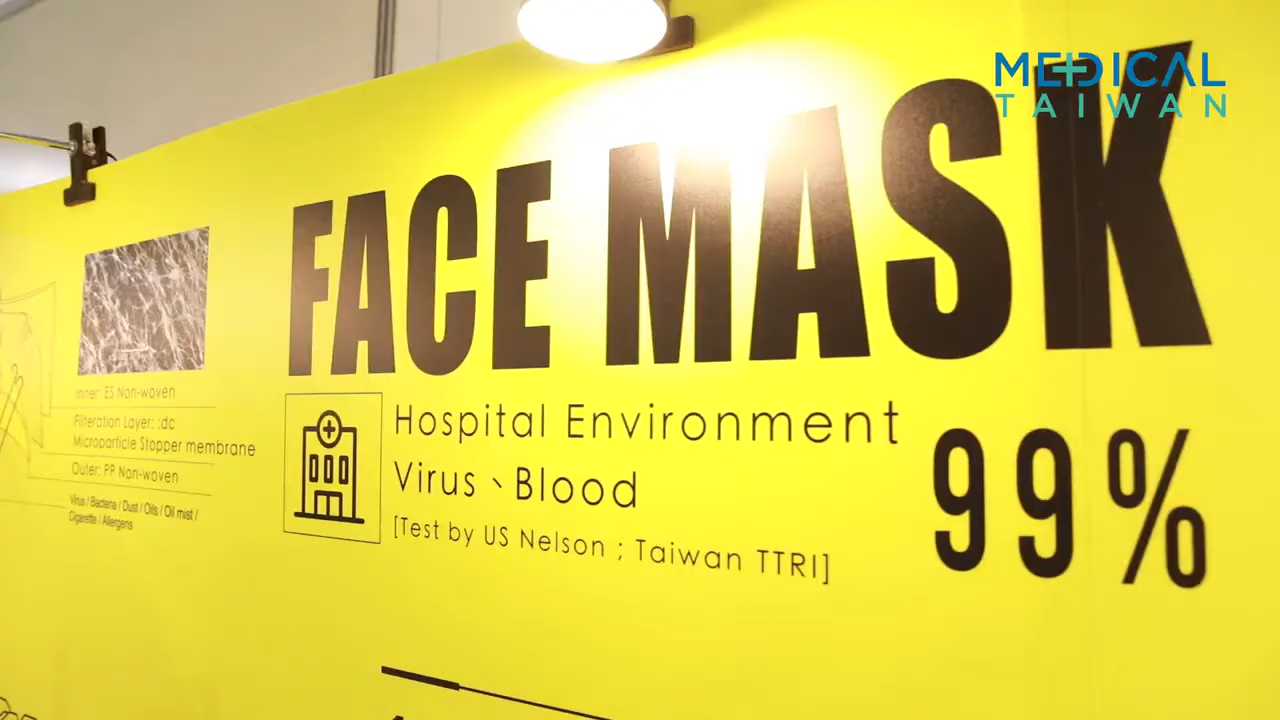 MEDICAL
TAIWAN
FACE MASK
Hospital Environment
Virus、Blood
99%
[Test by US Nelson ; Taiwan TTRI]
Inner: ES Non-woven
Filteration Layer: :dc
Microparticle Stopper membrane
Outer: PP Non-woven
Virus / Bacteria / Dust / Oils / Oil mist /
Cigarette / Allergens